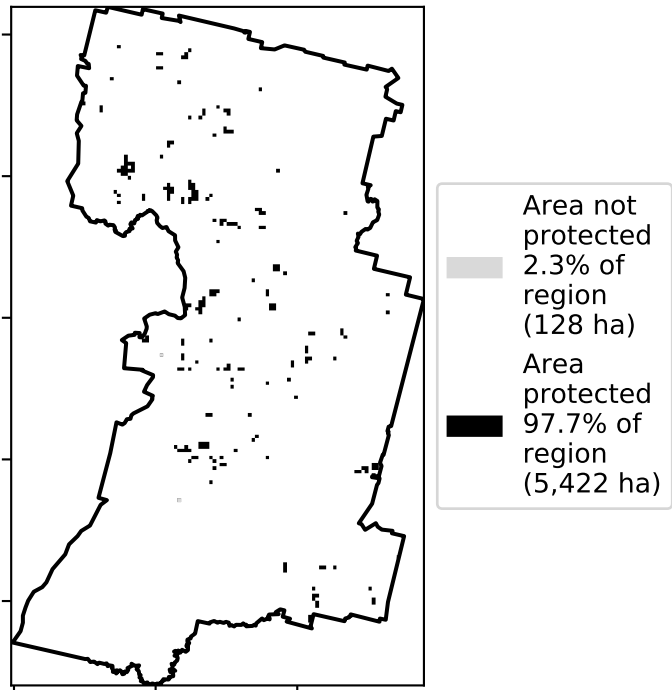 Area not
protected
2.3% of
region
(128 ha)
Area
protected
97.7% of
region
(5,422 ha)